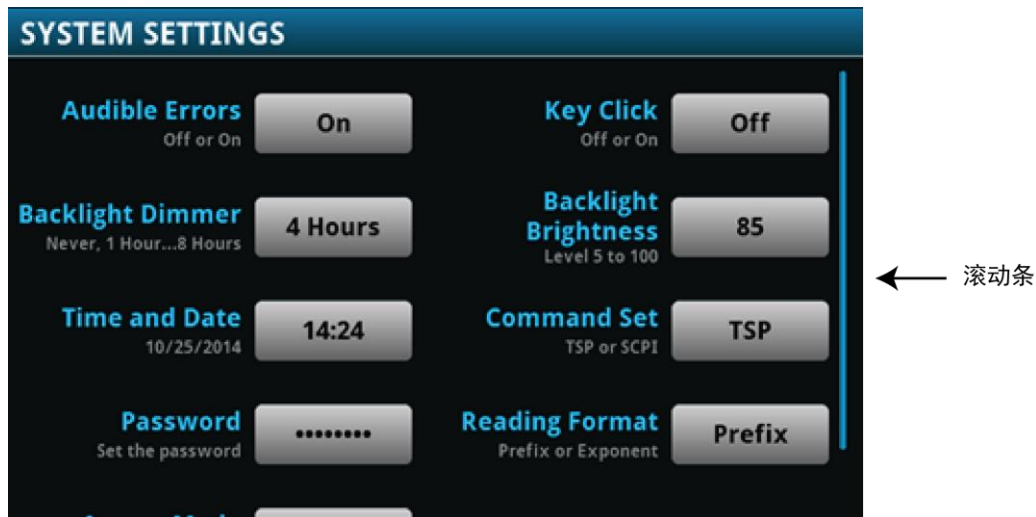 SYSTEM SETTINGS
Audible Errors
Off or On
On
Key Click
Off or On
Off
Backlight Dimmer
Never, 1 Hour...8 Hours
4 Hours
Backlight
Brightness
Level 5 to 100
85
滚动条
Time and Date
10/25/2014
14:24
Command Set
TSP or SCPI
TSP
Password
Set the password
••••••••
Reading Format
Prefix or Exponent
Prefix